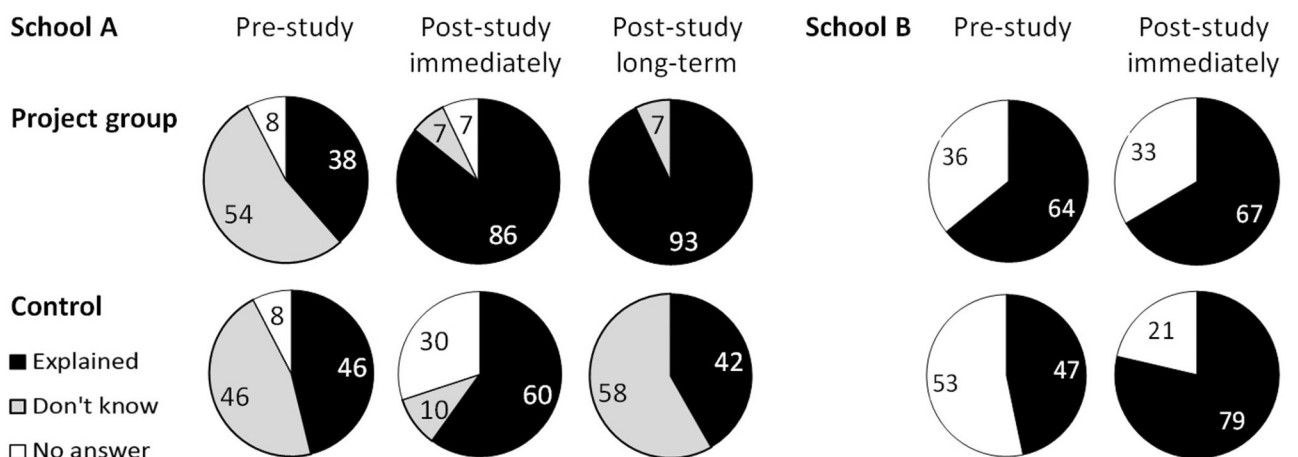 School A Pre-study Post-study Post-study School B Pre-study Post-study
immediately long-term immediately
Project group
8 38 54
7 7 86
7 93
36 64
33 67
Control
8 46 46
30 60 10
42 58
53 47
21 79
Explained
Don't know
No answer